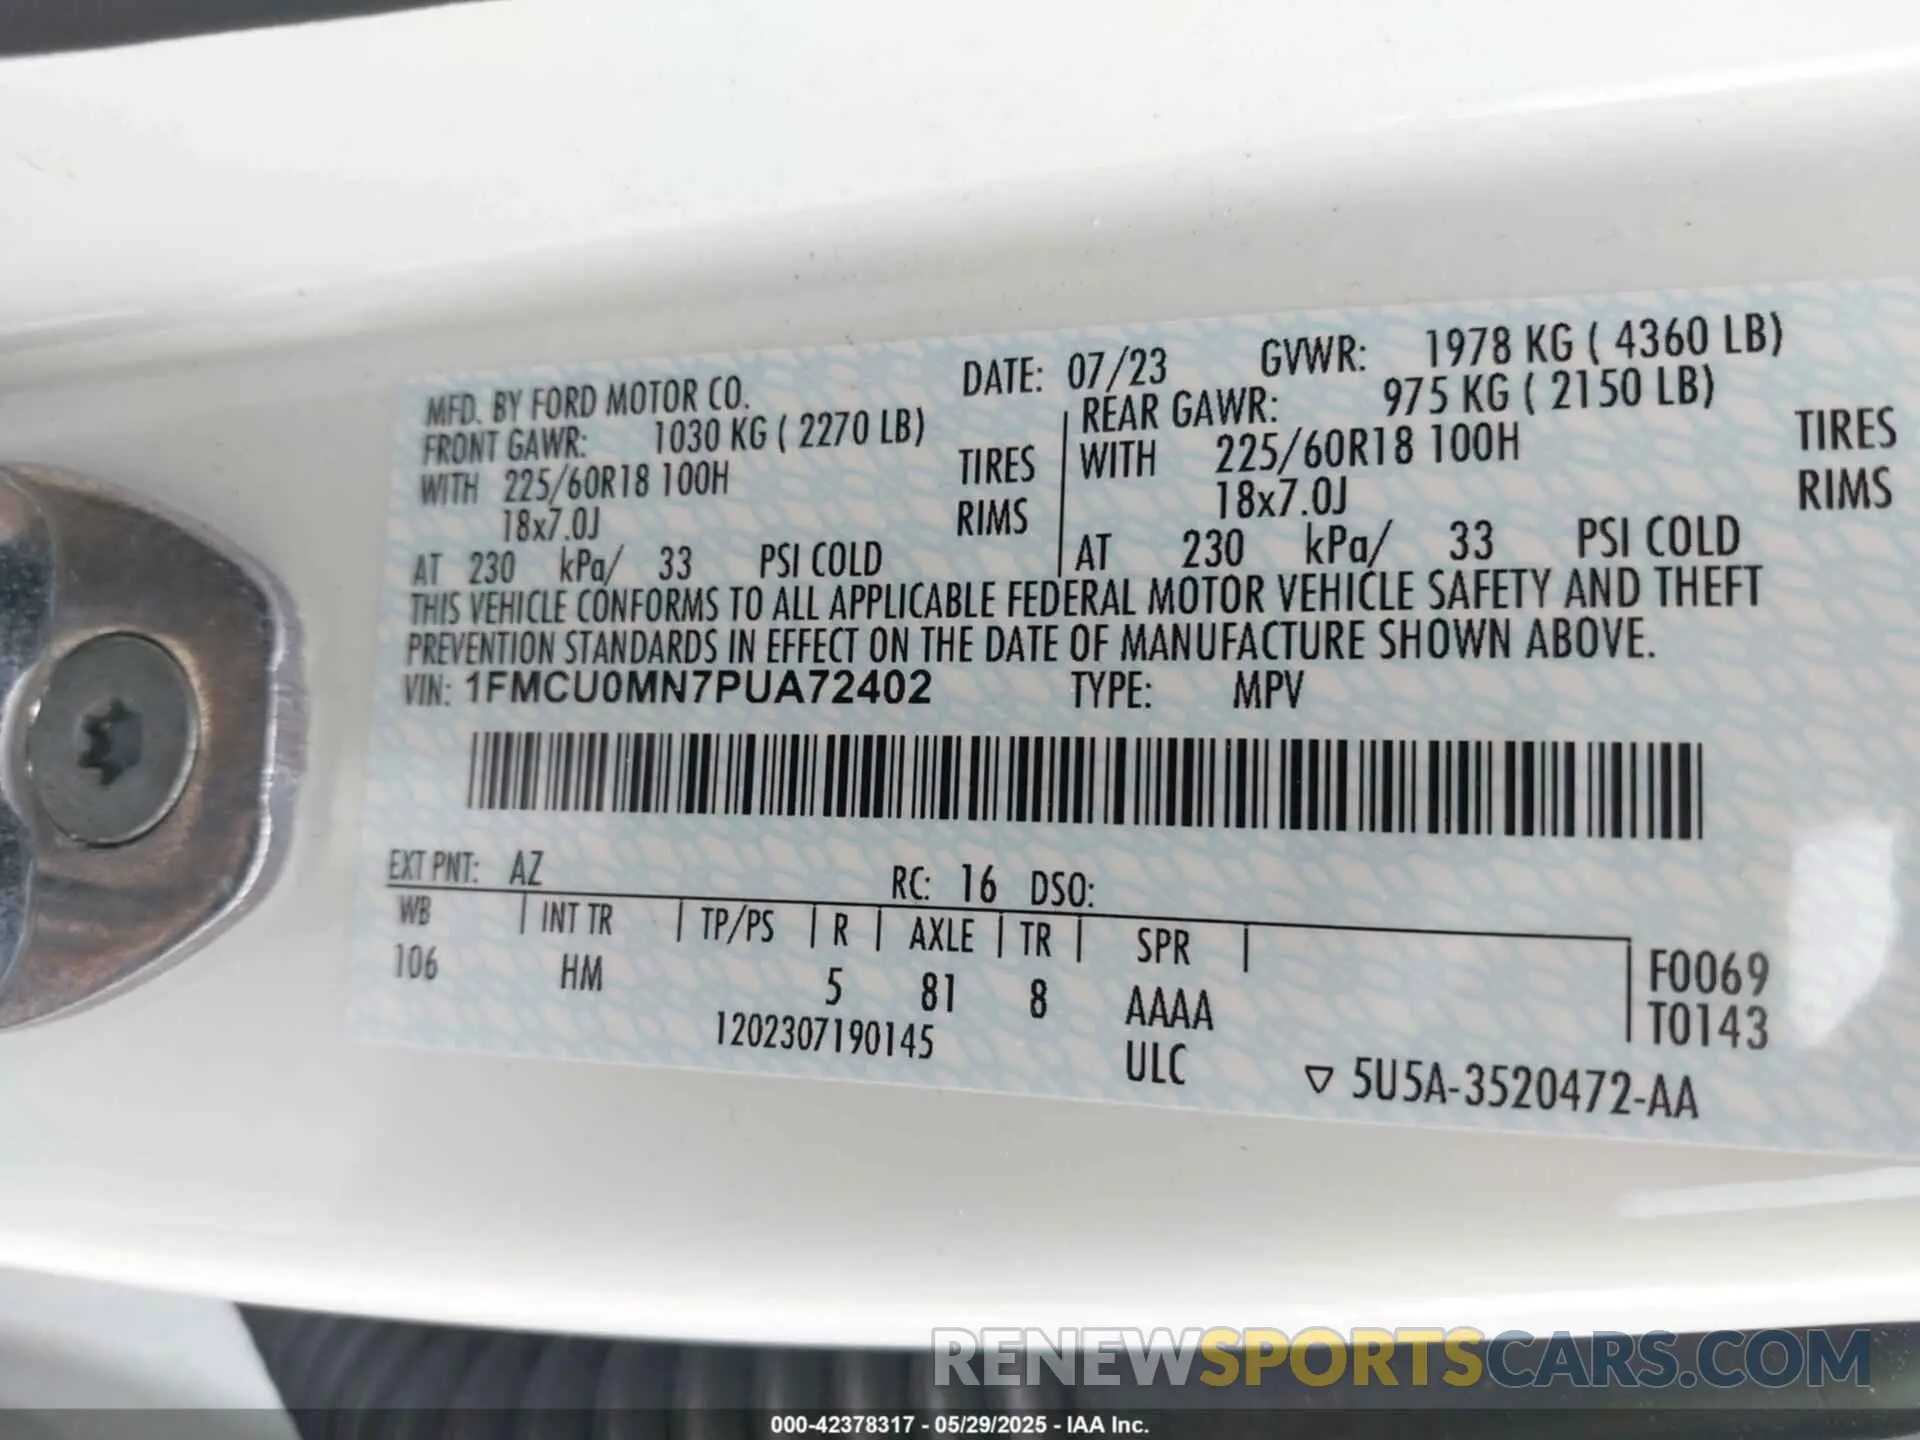 MFD. BY FORD MOTOR CO.
DATE: 07/23 GVWR: 1978 KG ( 4360 LB)
FRONT GAWR: 1030 KG ( 2270 LB) REAR GAWR: 975 KG ( 2150 LB)
WITH 225/60R18 100H TIRES WITH 225/60R18 100H TIRES
18x7.0J RIMS 18x7.0J RIMS
AT 230 kPa/ 33 PSI COLD AT 230 kPa/ 33 PSI COLD
THIS VEHICLE CONFORMS TO ALL APPLICABLE FEDERAL MOTOR VEHICLE SAFETY AND THEFT
PREVENTION STANDARDS IN EFFECT ON THE DATE OF MANUFACTURE SHOWN ABOVE.
VIN: 1FMCU0MN7PUA72402 TYPE: MPV
EXT PNT: AZ RC: 16 DSO:
WB | INT TR | TP/PS | R | AXLE | TR | SPR |
106 HM 5 81 8 AAAA F0069
1202307190145 ULC T0143
▽ 5U5A-3520472-AA
RENEWSPORTSCARS.COM
000-42378317 - 05/29/2025 - IAA Inc.